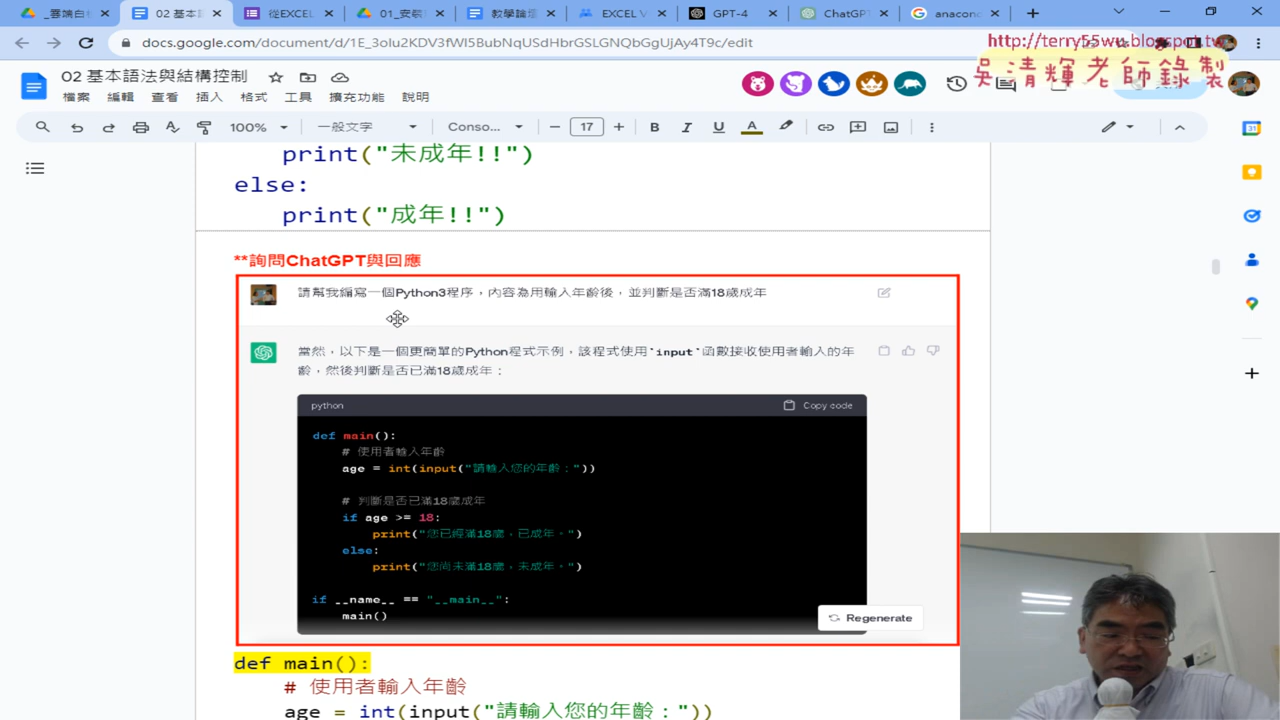 _雲端白板
02 基本語
從EXCEL
01_安裝
教學論壇
EXCEL V
GPT-4
ChatGP
anacond
docs.google.com/document/d/1E_3olu2KDV3fWI5BubNqUSdHbrGSLGNQbGgUjAy4T9c/edit
http://terry55wu.blogspot.tw
吳清輝老師錄製
02 基本語法與結構控制
檔案 編輯 查看 插入 格式 工具 擴充功能 說明
100% 一般文字 Conso... 17 B I U A
print("未成年!!")
else:
print("成年!!")
**詢問ChatGPT與回應
請幫我編寫一個Python3程序，內容為用輸入年齡後，並判斷是否滿18歲成年
當然，以下是一個更簡單的Python程式示例，該程式使用`input`函數接收使用者輸入的年
齡，然後判斷是否已滿18歲成年：
python Copy code
def main():
# 使用者輸入年齡
age = int(input("請輸入您的年齡："))
# 判斷是否已滿18歲成年
if age >= 18:
print("您已經滿18歲，已成年。")
else:
print("您尚未滿18歲，未成年。")
if __name__ == "__main__":
main()
Regenerate
def main():
# 使用者輸入年齡
age = int(input("請輸入您的年齡："))